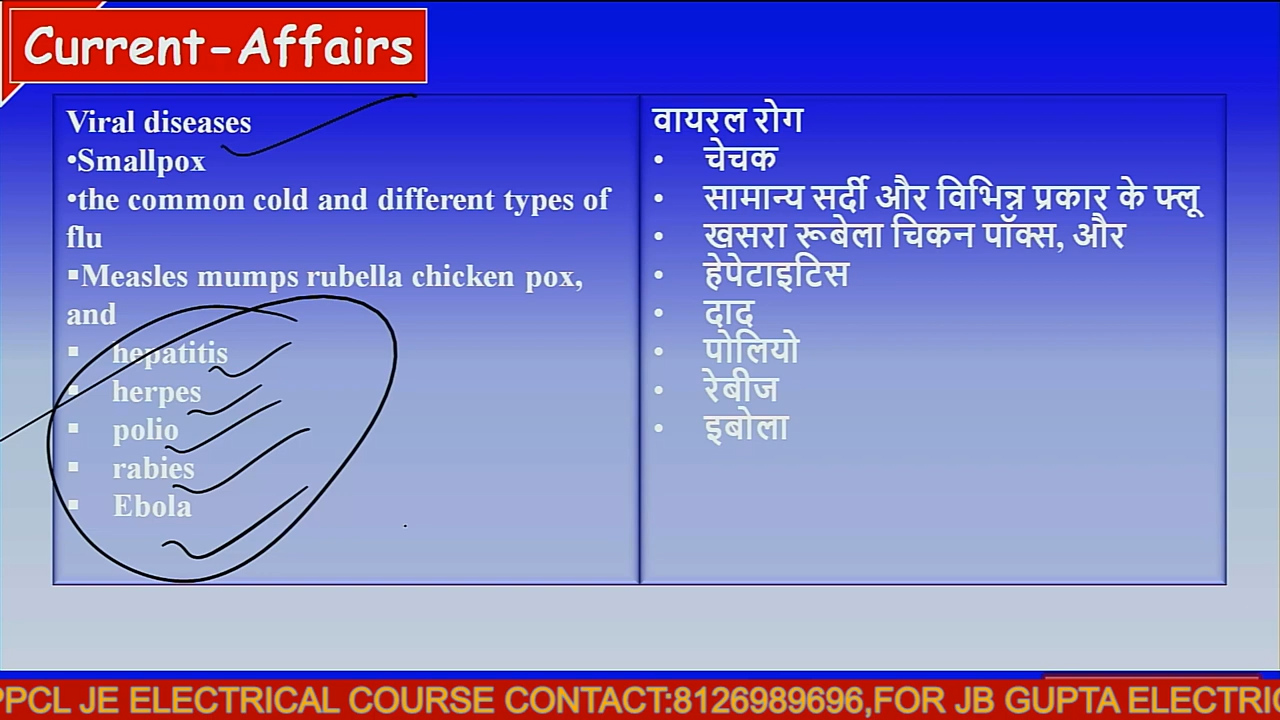 Current-Affairs
Viral diseases
•Smallpox
•the common cold and different types of
flu
▪Measles mumps rubella chicken pox,
and
▪ hepatitis
▪ herpes
▪ polio
▪ rabies
▪ Ebola
वायरल रोग
• चेचक
• सामान्य सर्दी और विभिन्न प्रकार के फ्लू
• खसरा रूबेला चिकन पॉक्स, और
• हेपेटाइटिस
• दाद
• पोलियो
• रेबीज
• इबोला
PPCL JE ELECTRICAL COURSE CONTACT:8126989696,FOR JB GUPTA ELECTRIC